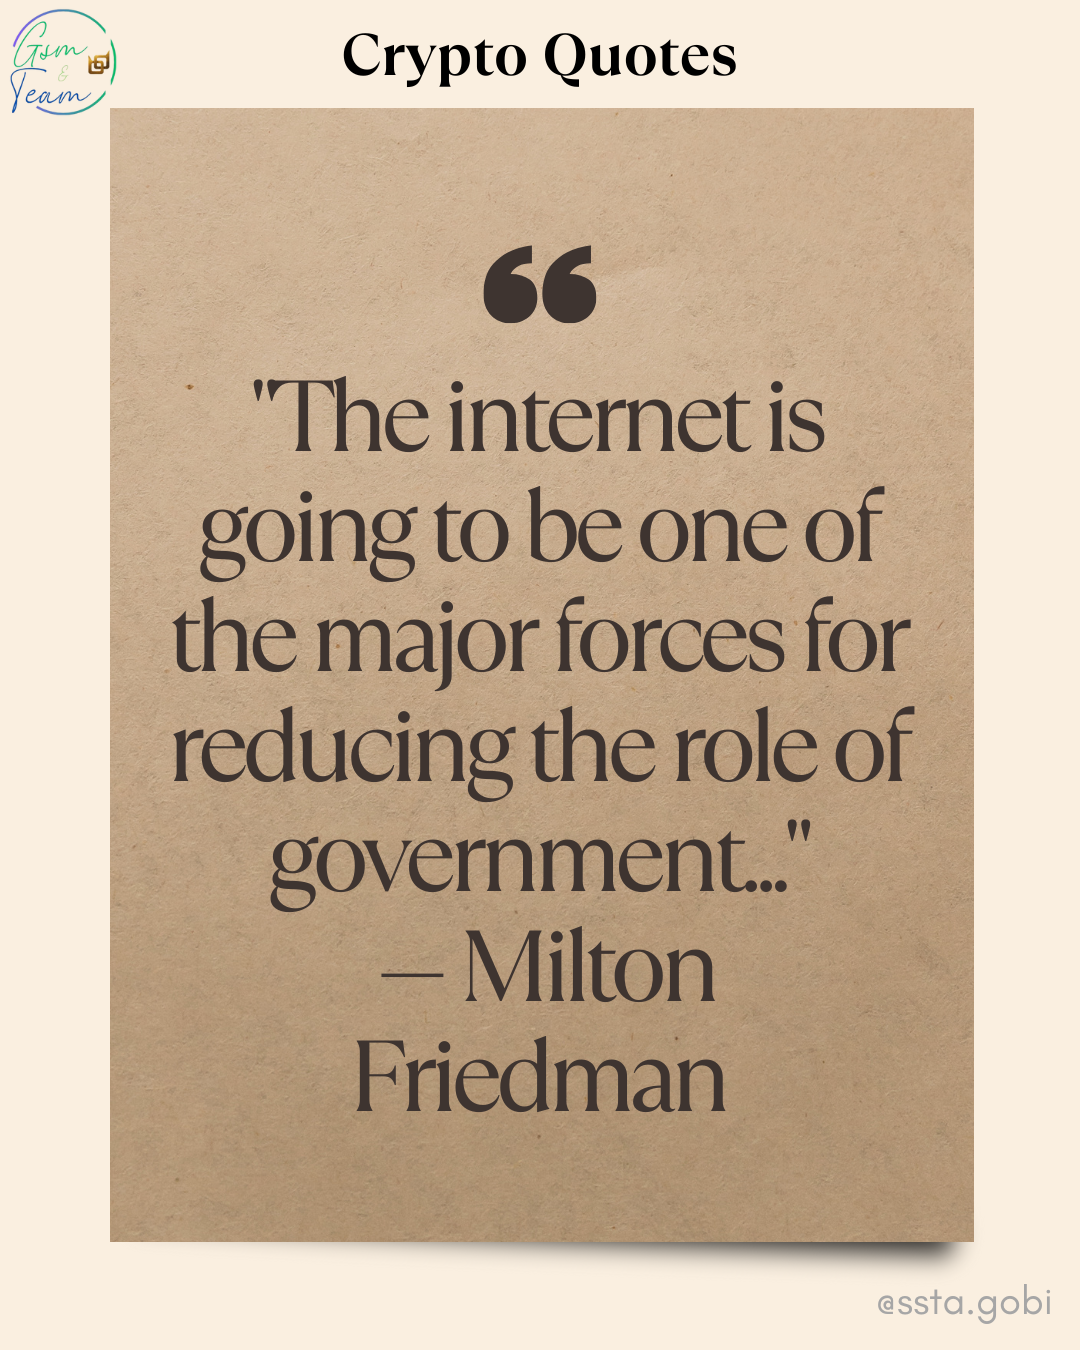 Gsm
&
Team
Crypto Quotes
“
"The internet is
going to be one of
the major forces for
reducing the role of
government..."
— Milton
Friedman
@ssta.gobi